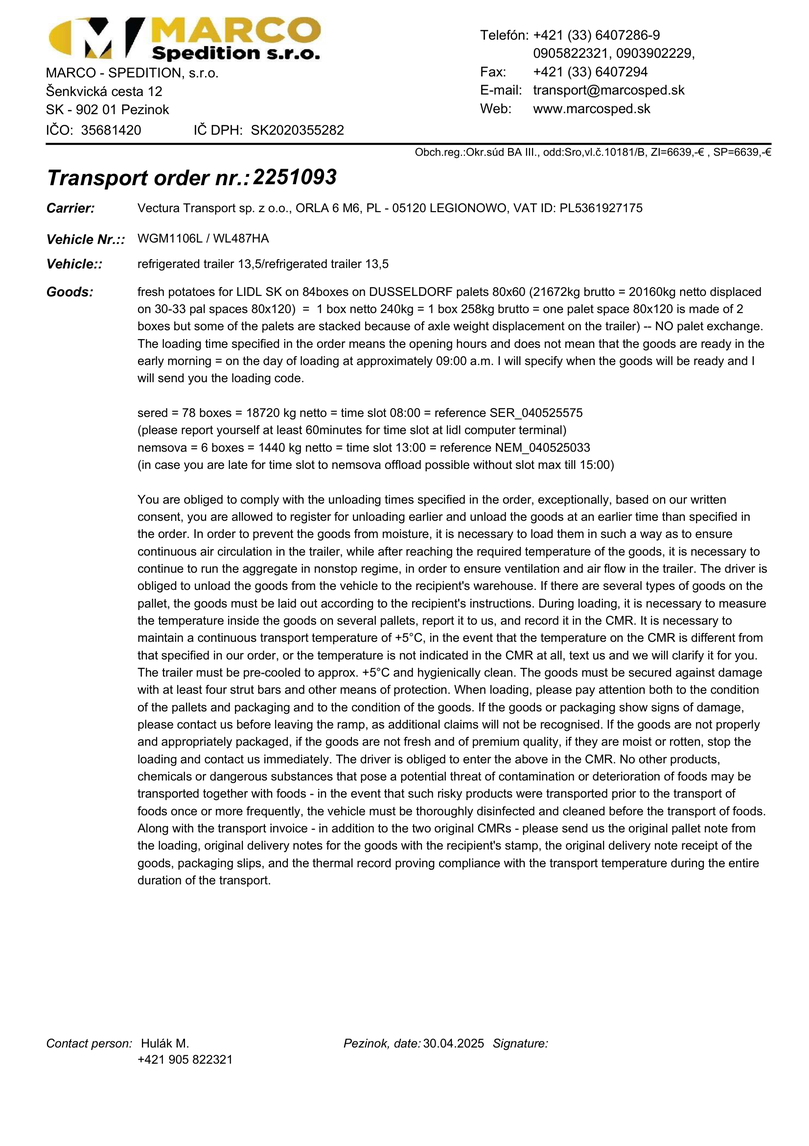 MARCO
Spedition s.r.o.
MARCO - SPEDITION, s.r.o.
Šenkvická cesta 12
SK - 902 01 Pezinok
IČO: 35681420 IČ DPH: SK2020355282
Telefón: +421 (33) 6407286-9
0905822321, 0903902229,
Fax: +421 (33) 6407294
E-mail: transport@marcosped.sk
Web: www.marcosped.sk
Obch.reg.:Okr.súd BA III., odd:Sro,vl.č.10181/B, ZI=6639,-€ , SP=6639,-€
Transport order nr.: 2251093
Carrier: Vectura Transport sp. z o.o., ORLA 6 M6, PL - 05120 LEGIONOWO, VAT ID: PL5361927175
Vehicle Nr.:: WGM1106L / WL487HA
Vehicle:: refrigerated trailer 13,5/refrigerated trailer 13,5
Goods: fresh potatoes for LIDL SK on 84boxes on DUSSELDORF palets 80x60 (21672kg brutto = 20160kg netto displaced
on 30-33 pal spaces 80x120) = 1 box netto 240kg = 1 box 258kg brutto = one palet space 80x120 is made of 2
boxes but some of the palets are stacked because of axle weight displacement on the trailer) -- NO palet exchange.
The loading time specified in the order means the opening hours and does not mean that the goods are ready in the
early morning = on the day of loading at approximately 09:00 a.m. I will specify when the goods will be ready and I
will send you the loading code.
sered = 78 boxes = 18720 kg netto = time slot 08:00 = reference SER_040525575
(please report yourself at least 60minutes for time slot at lidl computer terminal)
nemsova = 6 boxes = 1440 kg netto = time slot 13:00 = reference NEM_040525033
(in case you are late for time slot to nemsova offload possible without slot max till 15:00)
You are obliged to comply with the unloading times specified in the order, exceptionally, based on our written
consent, you are allowed to register for unloading earlier and unload the goods at an earlier time than specified in
the order. In order to prevent the goods from moisture, it is necessary to load them in such a way as to ensure
continuous air circulation in the trailer, while after reaching the required temperature of the goods, it is necessary to
continue to run the aggregate in nonstop regime, in order to ensure ventilation and air flow in the trailer. The driver is
obliged to unload the goods from the vehicle to the recipient's warehouse. If there are several types of goods on the
pallet, the goods must be laid out according to the recipient's instructions. During loading, it is necessary to measure
the temperature inside the goods on several pallets, report it to us, and record it in the CMR. It is necessary to
maintain a continuous transport temperature of +5°C, in the event that the temperature on the CMR is different from
that specified in our order, or the temperature is not indicated in the CMR at all, text us and we will clarify it for you.
The trailer must be pre-cooled to approx. +5°C and hygienically clean. The goods must be secured against damage
with at least four strut bars and other means of protection. When loading, please pay attention both to the condition
of the pallets and packaging and to the condition of the goods. If the goods or packaging show signs of damage,
please contact us before leaving the ramp, as additional claims will not be recognised. If the goods are not properly
and appropriately packaged, if the goods are not fresh and of premium quality, if they are moist or rotten, stop the
loading and contact us immediately. The driver is obliged to enter the above in the CMR. No other products,
chemicals or dangerous substances that pose a potential threat of contamination or deterioration of foods may be
transported together with foods - in the event that such risky products were transported prior to the transport of
foods once or more frequently, the vehicle must be thoroughly disinfected and cleaned before the transport of foods.
Along with the transport invoice - in addition to the two original CMRs - please send us the original pallet note from
the loading, original delivery notes for the goods with the recipient's stamp, the original delivery note receipt of the
goods, packaging slips, and the thermal record proving compliance with the transport temperature during the entire
duration of the transport.
Contact person: Hulák M. Pezinok, date: 30.04.2025 Signature:
+421 905 822321